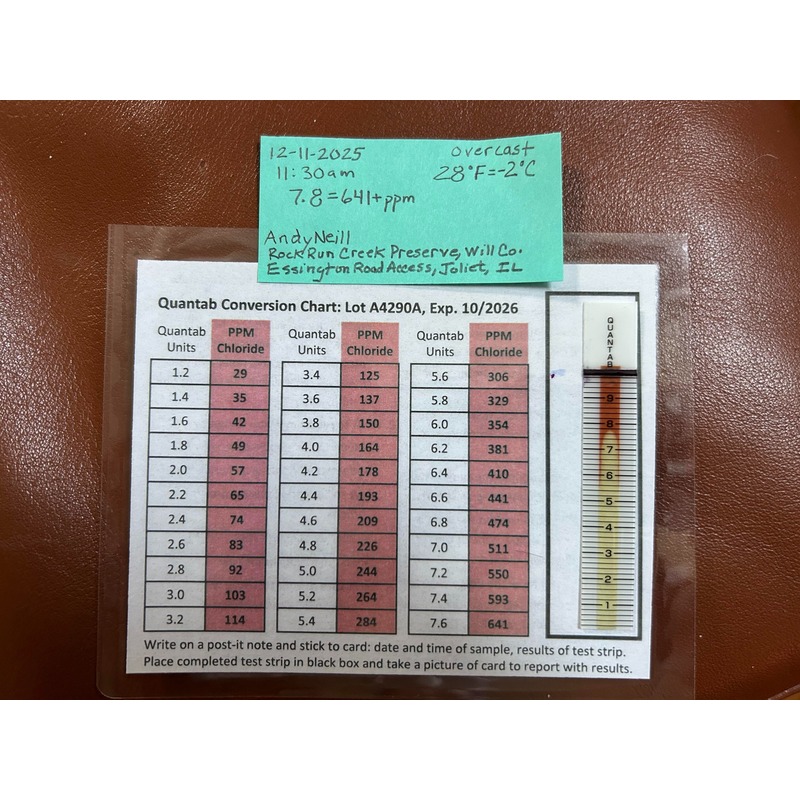 12-11-2025 overcast
11:30am 28°F=-2°C
7.8=641+ppm
Andy Neill
Rock Run Creek Preserve, Will Co.
Essington Road Access, Joliet, IL
Quantab Conversion Chart: Lot A4290A, Exp. 10/2026
Quantab Units PPM Chloride Quantab Units PPM Chloride Quantab Units PPM Chloride
1.2 29 3.4 125 5.6 306
1.4 35 3.6 137 5.8 329
1.6 42 3.8 150 6.0 354
1.8 49 4.0 164 6.2 381
2.0 57 4.2 178 6.4 410
2.2 65 4.4 193 6.6 441
2.4 74 4.6 209 6.8 474
2.6 83 4.8 226 7.0 511
2.8 92 5.0 244 7.2 550
3.0 103 5.2 264 7.4 593
3.2 114 5.4 284 7.6 641
QUANTAB
9
8
7
6
5
4
3
2
1
Write on a post-it note and stick to card: date and time of sample, results of test strip.
Place completed test strip in black box and take a picture of card to report with results.